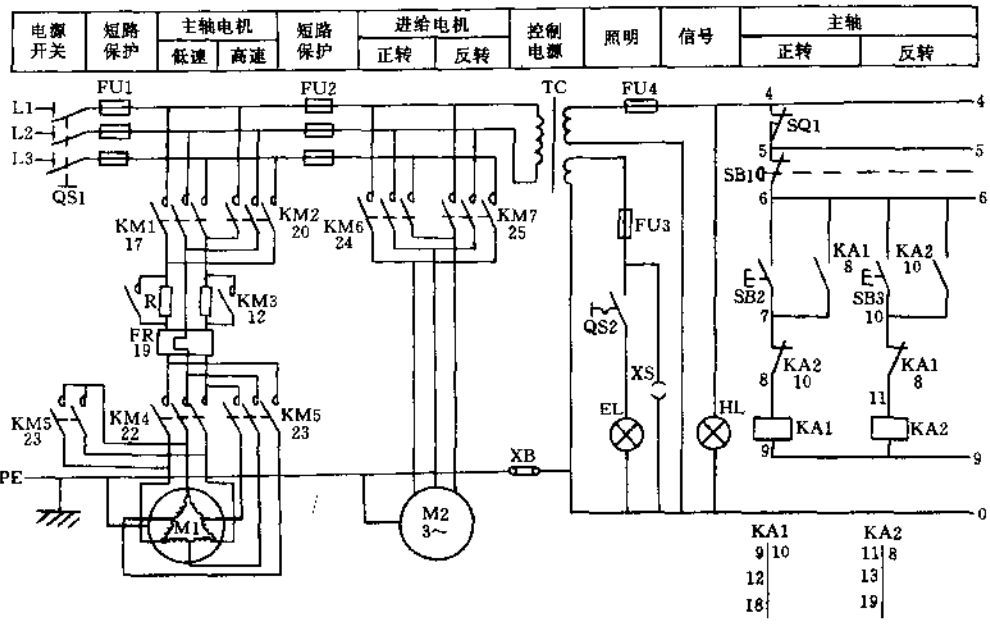 电源开关
短路保护
主轴电机
低速
高速
短路保护
进给电机
正转
反转
控制电源
照明
信号
主轴
正转
反转
L1
L2
L3
QS1
FU1
FU2
TC
FU4
4
4
SQ1
5
5
SB1
6
6
KM1
17
KM2
20
KM6
24
KM7
25
FU3
KA1
8
KA2
10
SB2
7
SB3
10
R
KM3
12
FR
19
QS2
XS
KA2
10
8
KA1
8
11
KM5
23
KM4
22
KM5
23
EL
HL
KA1
KA2
9
9
PE
XB
M1
M2
3～
0
KA1
9 10
12
18
KA2
11 8
13
19